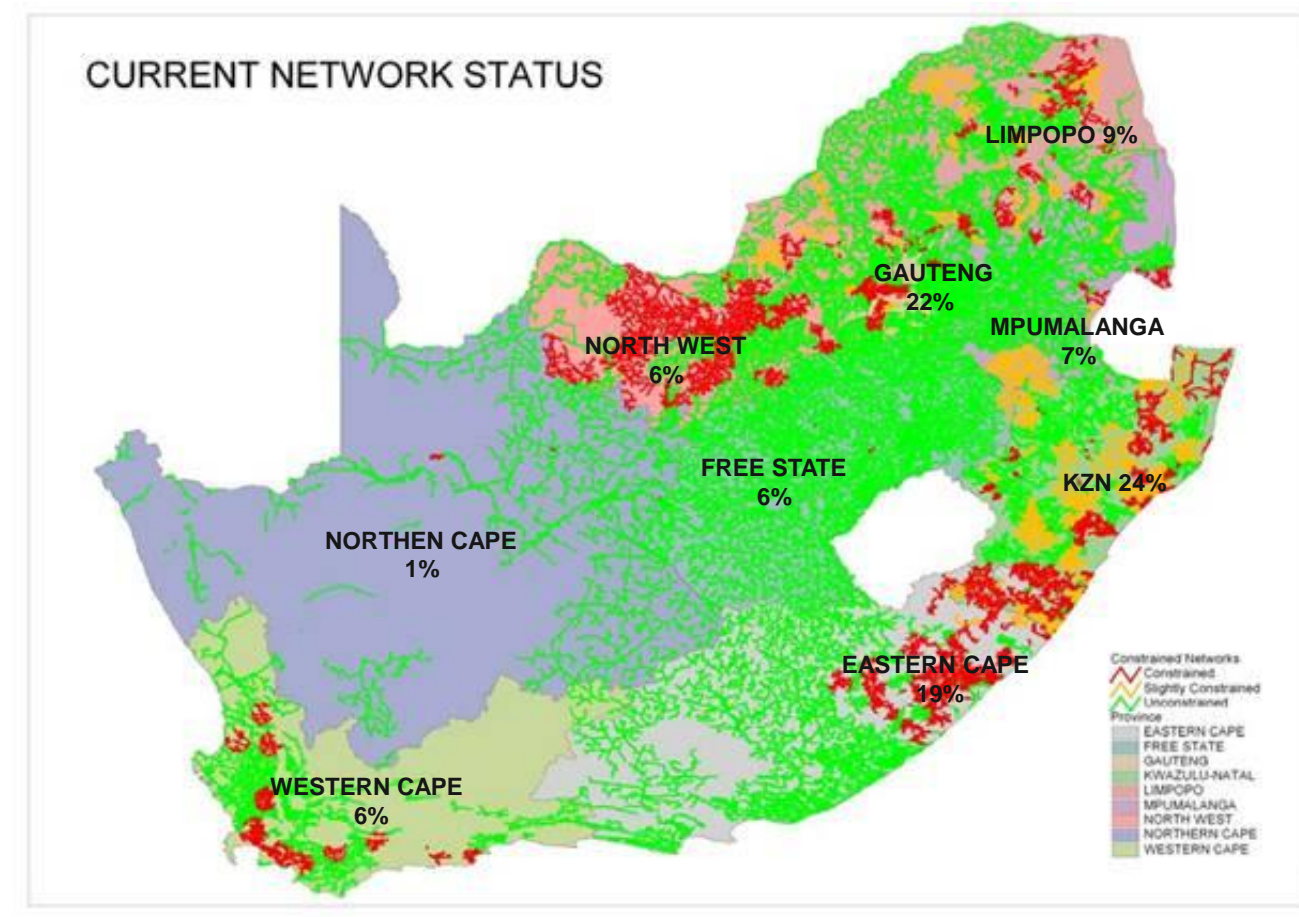 CURRENT NETWORK STATUS
LIMPOPO 9%
GAUTENG
22%
MPUMALANGA
7%
NORTH WEST
6%
FREE STATE
6%
KZN 24%
NORTHEN CAPE
1%
EASTERN CAPE
19%
WESTERN CAPE
6%
Constrained Networks
Constrained
Slightly Constrained
Unconstrained
Province
EASTERN CAPE
FREE STATE
GAUTENG
KWAZULU-NATAL
LIMPOPO
MPUMALANGA
NORTH WEST
NORTHERN CAPE
WESTERN CAPE